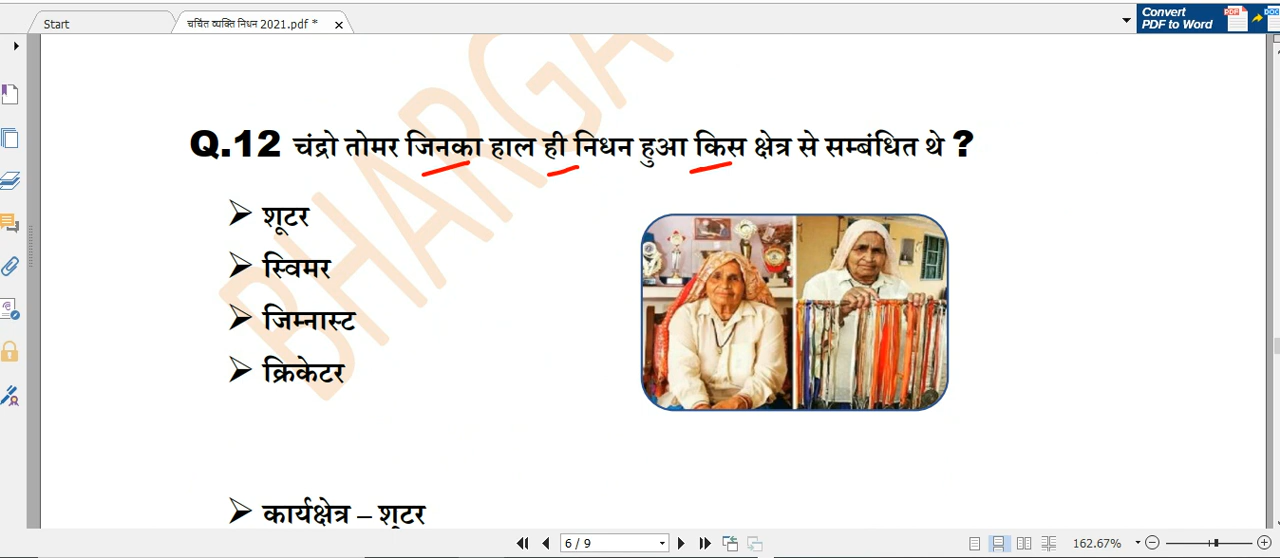 Start
चर्चित व्यक्ति निधन 2021.pdf *
Convert
PDF to Word
BHARGA
Q.12 चंद्रो तोमर जिनका हाल ही निधन हुआ किस क्षेत्र से सम्बंधित थे ?
शूटर
स्विमर
जिम्नास्ट
क्रिकेटर
कार्यक्षेत्र – शूटर
6 / 9
162.67%